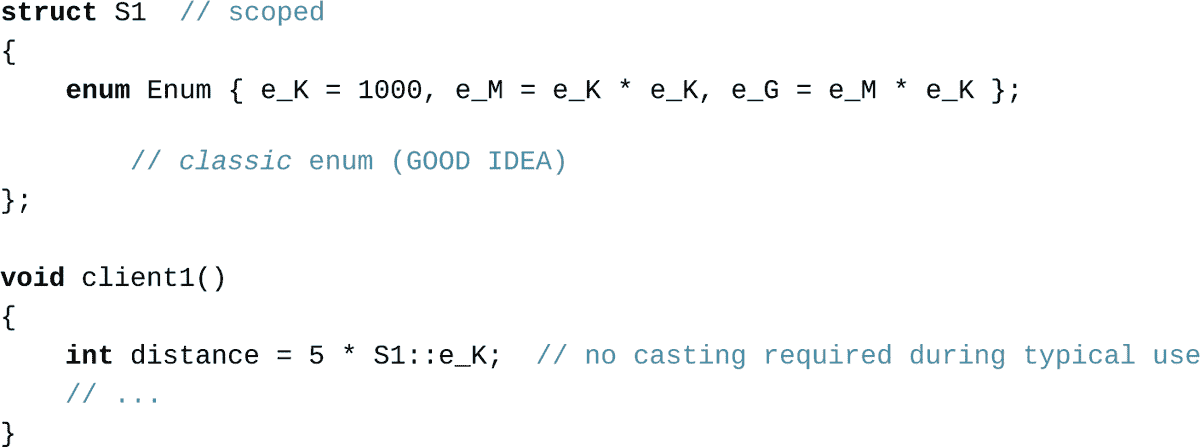 struct S1  // scoped
{
    enum Enum { e_K = 1000, e_M = e_K * e_K, e_G = e_M * e_K };
        // classic enum (GOOD IDEA)
};
void client1()
{
    int distance = 5 * S1::e_K;  // no casting required during typical use
    // ...
}